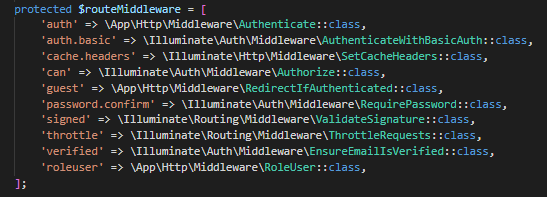 protected $routeMiddleware = [
'auth' => \App\Http\Middleware\Authenticate::class,
'auth.basic' => \Illuminate\Auth\Middleware\AuthenticateWithBasicAuth::class,
'cache.headers' => \Illuminate\Http\Middleware\SetCacheHeaders::class,
'can' => \Illuminate\Auth\Middleware\Authorize::class,
'guest' => \App\Http\Middleware\RedirectIfAuthenticated::class,
'password.confirm' => \Illuminate\Auth\Middleware\RequirePassword::class,
'signed' => \Illuminate\Routing\Middleware\ValidateSignature::class,
'throttle' => \Illuminate\Routing\Middleware\ThrottleRequests::class,
'verified' => \Illuminate\Auth\Middleware\EnsureEmailIsVerified::class,
'roleuser' => \App\Http\Middleware\RoleUser::class,
];